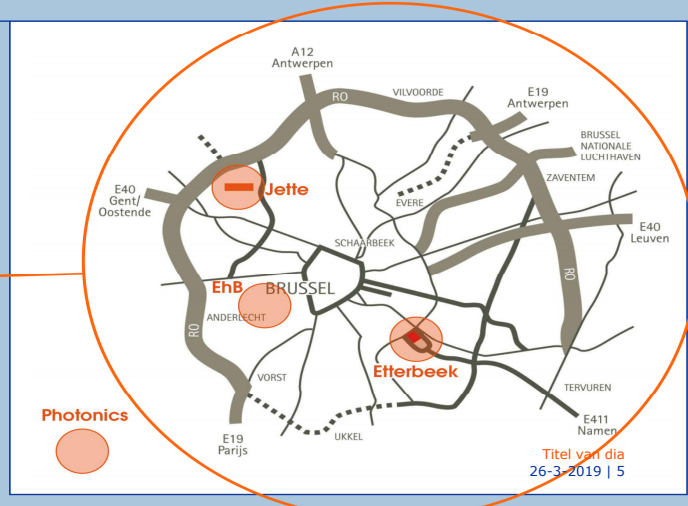 A12
Antwerpen
RO
VILVOORDE
E19
Antwerpen
BRUSSEL
NATIONALE
LUCHTHAVEN
ZAVENTEM
Jette
E40
Gent/
Oostende
EVERE
E40
Leuven
SCHAARBEEK
RO
EhB
BRUSSEL
ANDERLECHT
RO
Etterbeek
VORST
TERVUREN
Photonics
E19
Parijs
UKKEL
E411
Namen
Titel van dia
26-3-2019 | 5